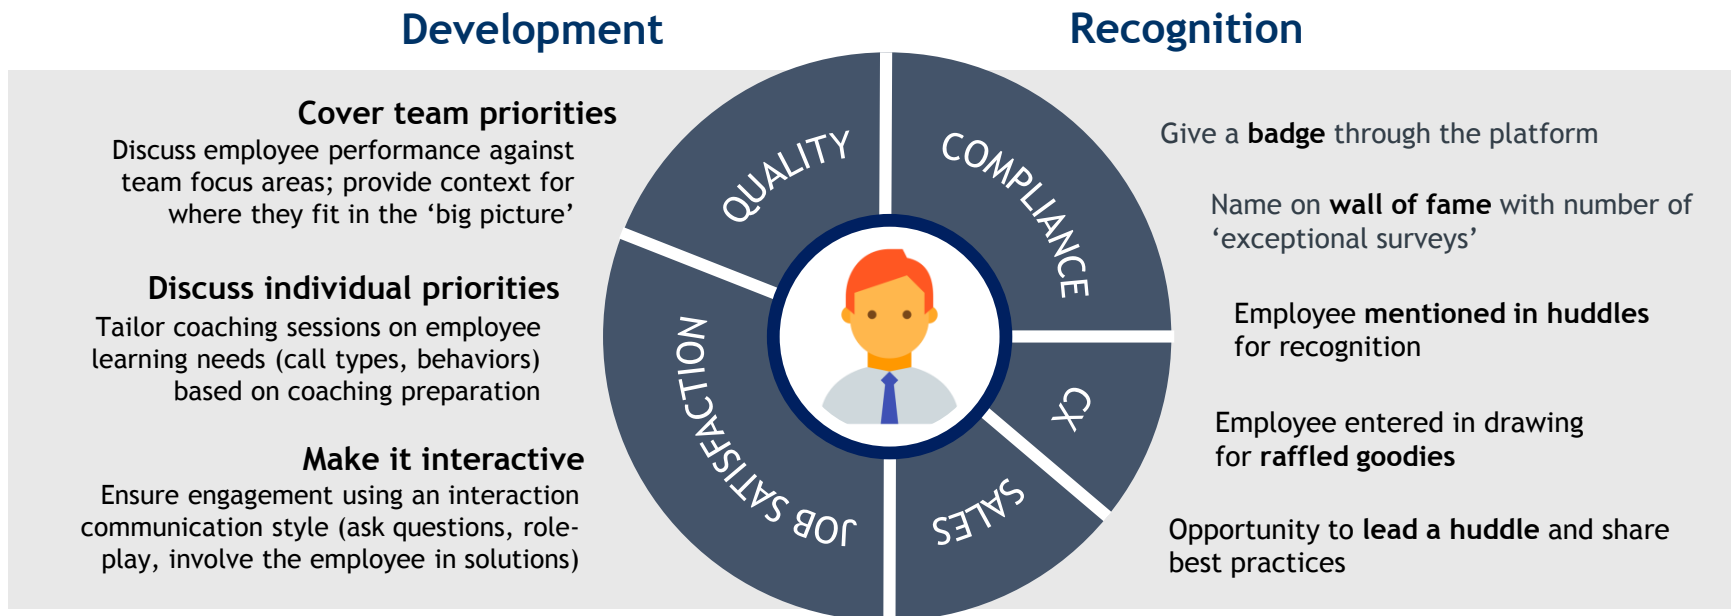 Development
Cover team priorities
Discuss employee performance against
team focus areas; provide context for
where they fit in the ‘big picture’
Discuss individual priorities
Tailor coaching sessions on employee
learning needs (call types, behaviors)
based on coaching preparation
Make it interactive
Ensure engagement using an interaction
communication style (ask questions, role-
play, involve the employee in solutions)
QUALITY
COMPLIANCE
CX
SALES
JOB SATISFACTION
Recognition
Give a badge through the platform
Name on wall of fame with number of
‘exceptional surveys’
Employee mentioned in huddles
for recognition
Employee entered in drawing
for raffled goodies
Opportunity to lead a huddle and share
best practices